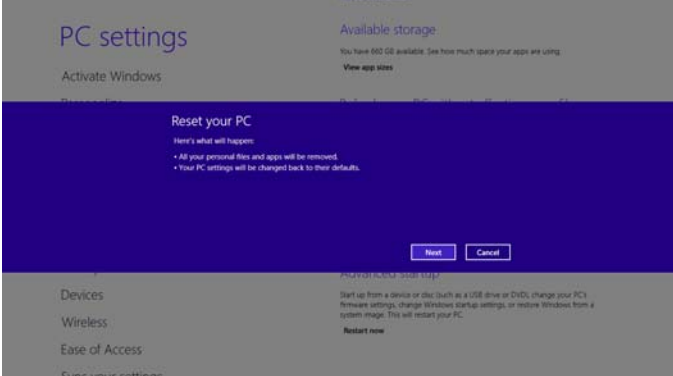 PC settings
Activate Windows
Available storage
You have 660 GB available. See how much space your apps are using.
View app sizes
Reset your PC
Here's what will happen:
• All your personal files and apps will be removed.
• Your PC settings will be changed back to their defaults.
Next
Cancel
Devices
Wireless
Ease of Access
Advanced startup
Start up from a device or disc (such as a USB drive or DVD), change your PC's
firmware settings, change Windows startup settings, or restore Windows from a
system image. This will restart your PC.
Restart now
Sync your settings